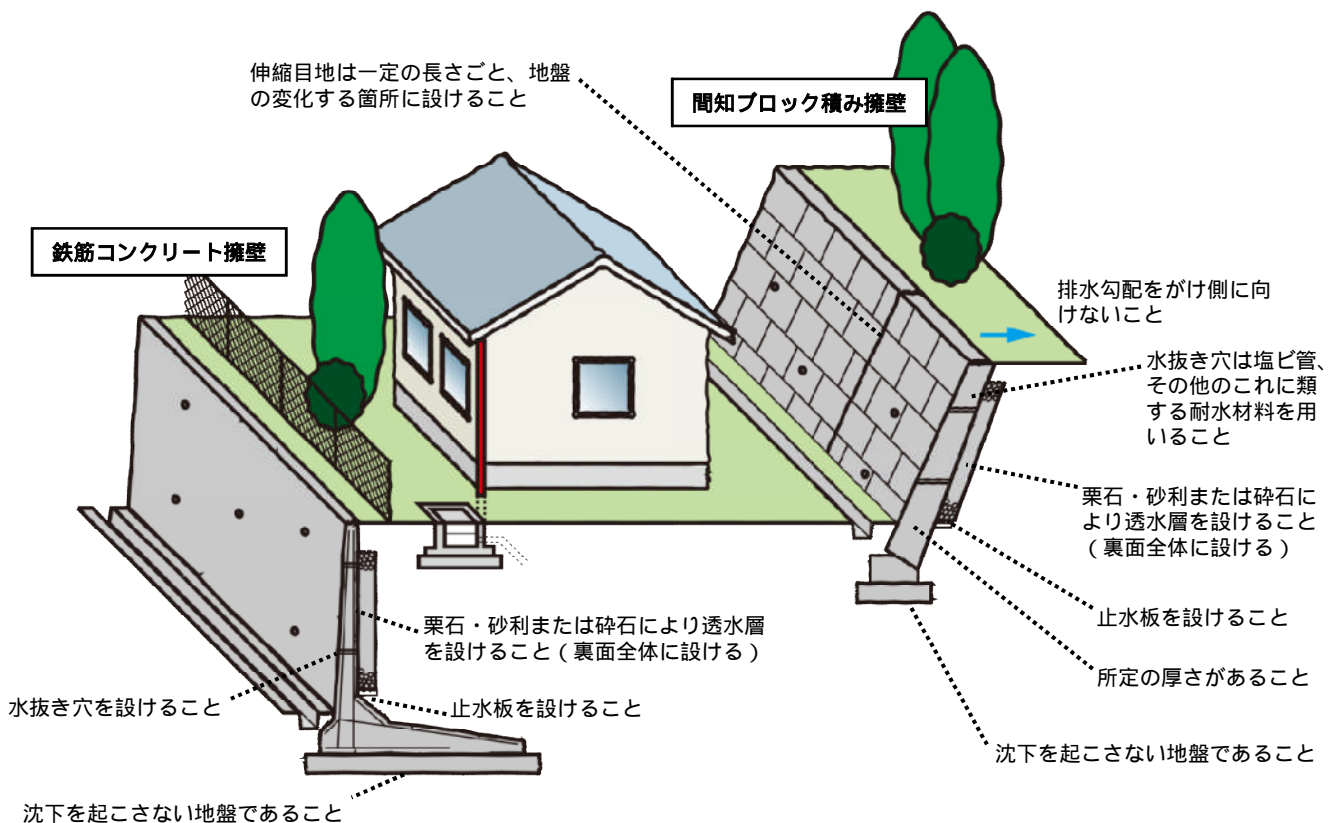 伸縮目地は一定の長さごと、地盤
の変化する箇所に設けること
間知ブロック積み擁壁
鉄筋コンクリート擁壁
排水勾配をがけ側に向
けないこと
水抜き穴は塩ビ管、
その他のこれに類
する耐水材料を用
いること
栗石・砂利または砕石に
より透水層を設けること
(裏面全体に設ける)
止水板を設けること
所定の厚さがあること
沈下を起こさない地盤であること
栗石・砂利または砕石により透水層
を設けること(裏面全体に設ける)
水抜き穴を設けること
止水板を設けること
沈下を起こさない地盤であること